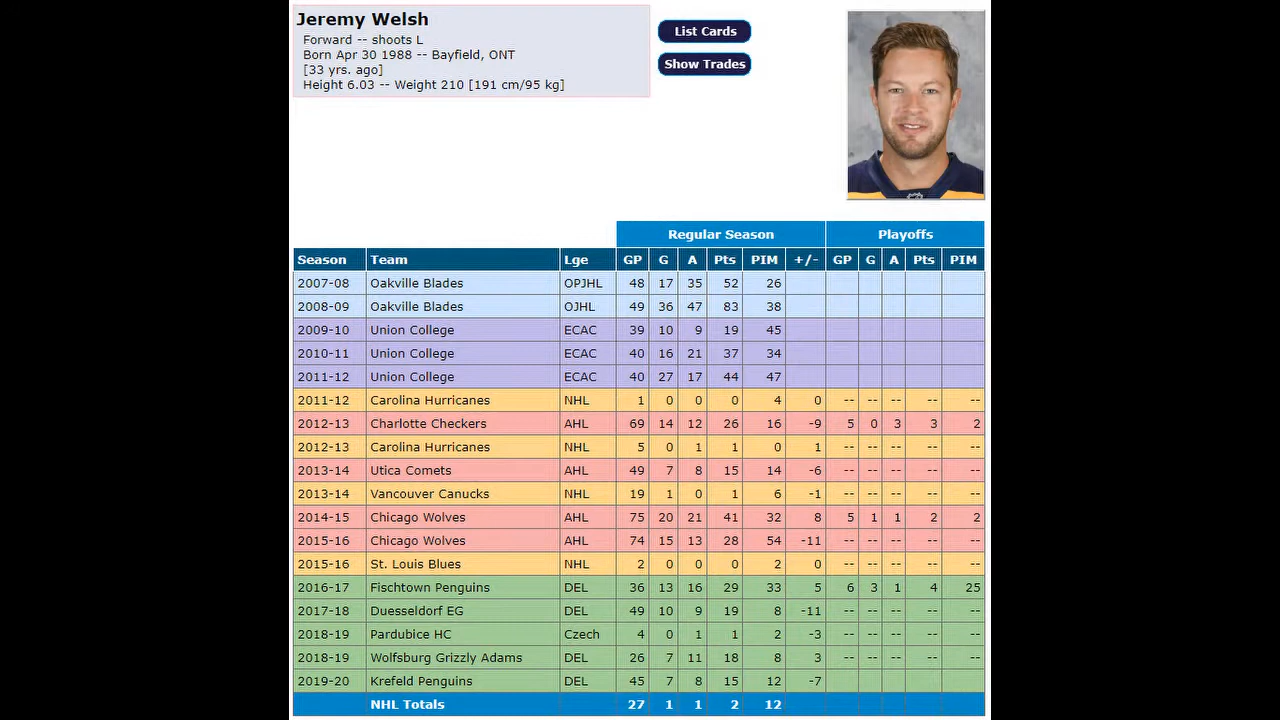 Jeremy Welsh
Forward -- shoots L
Born Apr 30 1988 -- Bayfield, ONT
[33 yrs. ago]
Height 6.03 -- Weight 210 [191 cm/95 kg]
List Cards
Show Trades
Regular Season Playoffs
Season Team Lge GP G A Pts PIM +/- GP G A Pts PIM
2007-08 Oakville Blades OPJHL 48 17 35 52 26
2008-09 Oakville Blades OJHL 49 36 47 83 38
2009-10 Union College ECAC 39 10 9 19 45
2010-11 Union College ECAC 40 16 21 37 34
2011-12 Union College ECAC 40 27 17 44 47
2011-12 Carolina Hurricanes NHL 1 0 0 0 4 0 -- -- -- -- --
2012-13 Charlotte Checkers AHL 69 14 12 26 16 -9 5 0 3 3 2
2012-13 Carolina Hurricanes NHL 5 0 1 1 0 1 -- -- -- -- --
2013-14 Utica Comets AHL 49 7 8 15 14 -6 -- -- -- -- --
2013-14 Vancouver Canucks NHL 19 1 0 1 6 -1 -- -- -- -- --
2014-15 Chicago Wolves AHL 75 20 21 41 32 8 5 1 1 2 2
2015-16 Chicago Wolves AHL 74 15 13 28 54 -11 -- -- -- -- --
2015-16 St. Louis Blues NHL 2 0 0 0 2 0 -- -- -- -- --
2016-17 Fischtown Penguins DEL 36 13 16 29 33 5 6 3 1 4 25
2017-18 Duesseldorf EG DEL 49 10 9 19 8 -11 -- -- -- -- --
2018-19 Pardubice HC Czech 4 0 1 1 2 -3 -- -- -- -- --
2018-19 Wolfsburg Grizzly Adams DEL 26 7 11 18 8 3 -- -- -- -- --
2019-20 Krefeld Penguins DEL 45 7 8 15 12 -7
NHL Totals 27 1 1 2 12